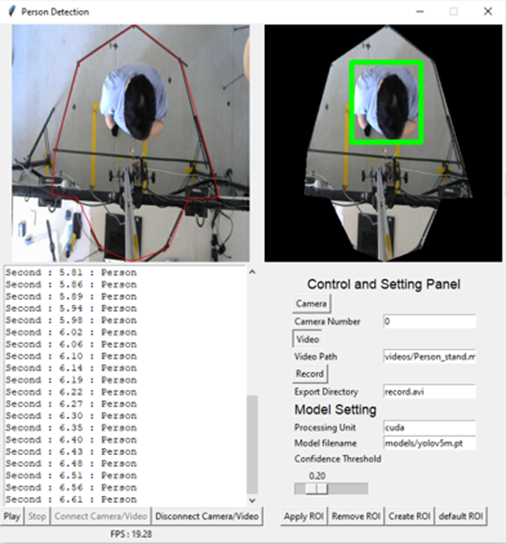 Person Detection
Second : 5.81 : Person
Second : 5.86 : Person
Second : 5.89 : Person
Second : 5.94 : Person
Second : 5.98 : Person
Second : 6.02 : Person
Second : 6.06 : Person
Second : 6.10 : Person
Second : 6.14 : Person
Second : 6.19 : Person
Second : 6.22 : Person
Second : 6.27 : Person
Second : 6.30 : Person
Second : 6.35 : Person
Second : 6.40 : Person
Second : 6.43 : Person
Second : 6.48 : Person
Second : 6.51 : Person
Second : 6.56 : Person
Second : 6.61 : Person
Control and Setting Panel
Camera
Camera Number 0
Video
Video Path videos/Person_stand.m
Record
Export Directory record.avi
Model Setting
Processing Unit cuda
Model filename models/yolov5m.pt
Confidence Threshold
0.20
Play Stop Connect Camera/Video Disconnect Camera/Video
Apply ROI Remove ROI Create ROI default ROI
FPS : 19.28